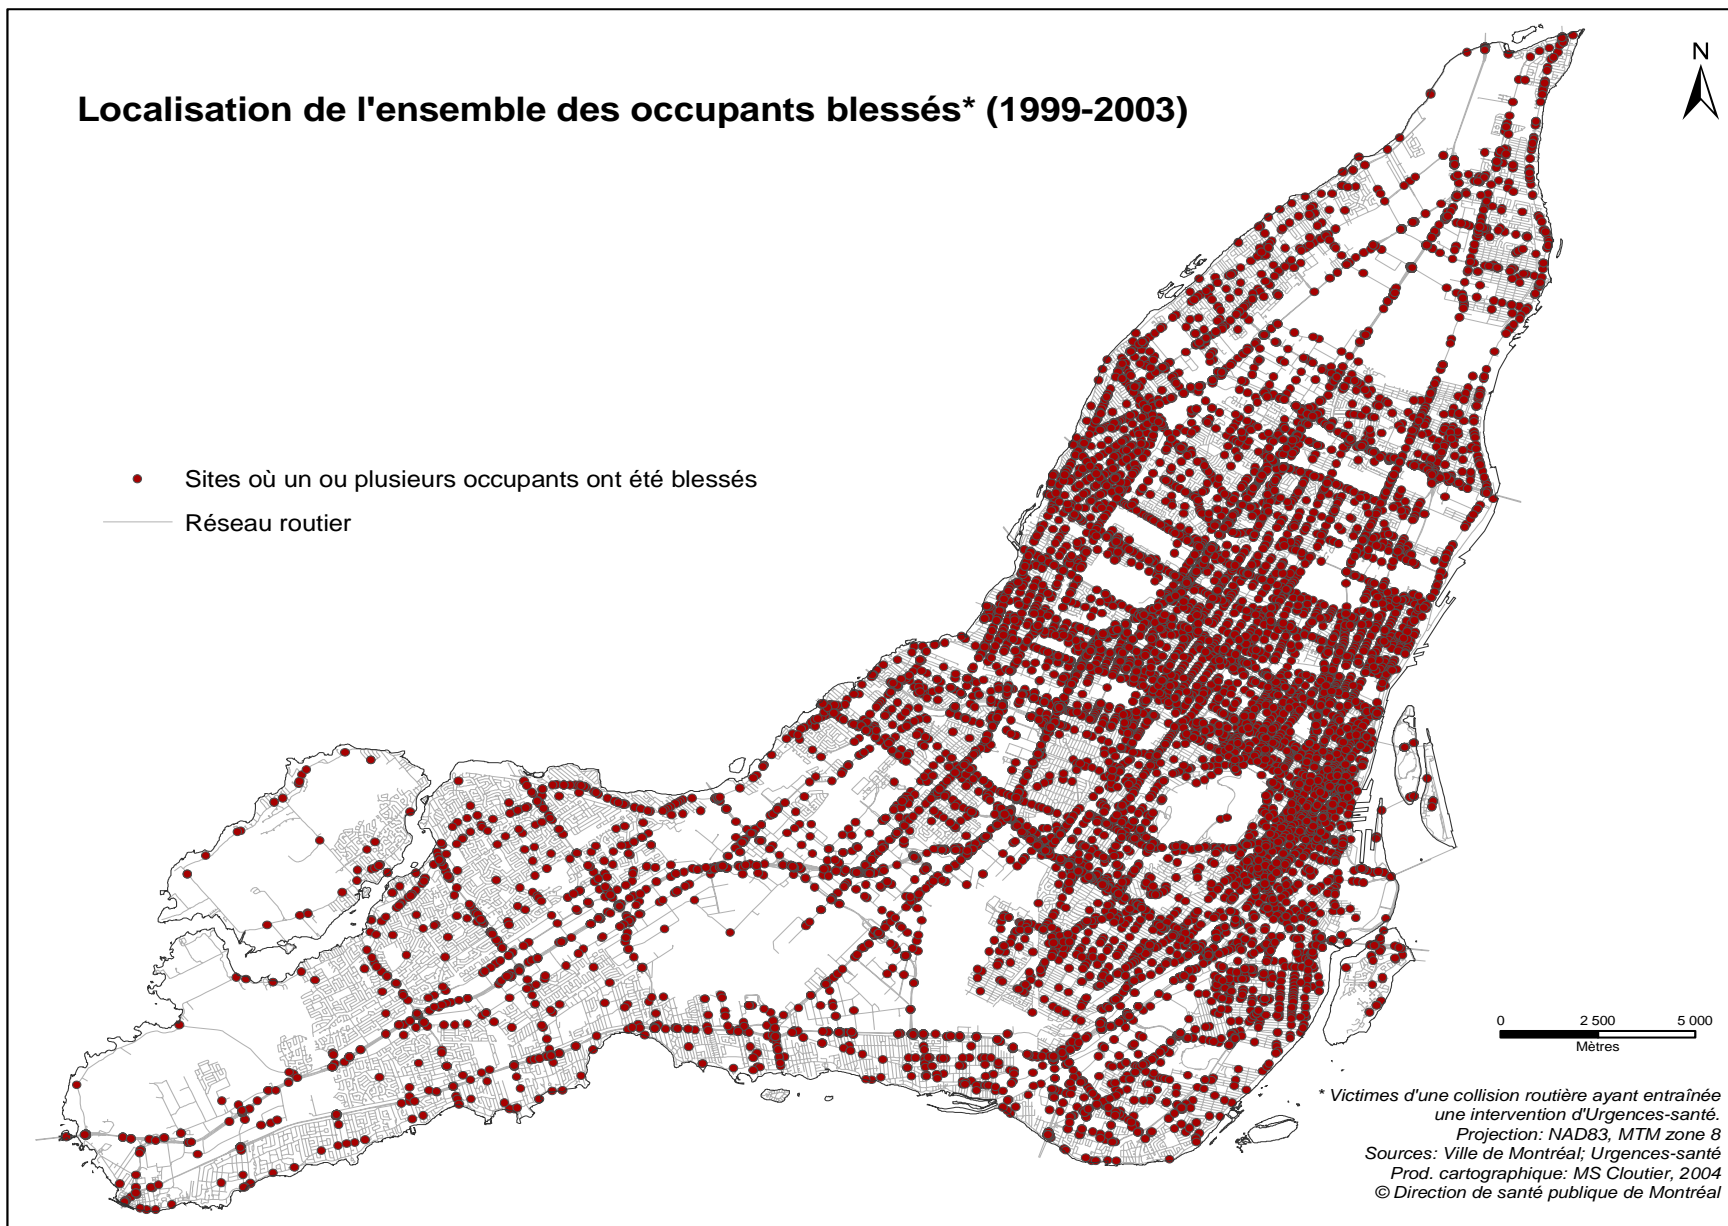 N
Localisation de l'ensemble des occupants blessés* (1999-2003)
Sites où un ou plusieurs occupants ont été blessés
Réseau routier
0 2 500 5 000
Mètres
* Victimes d'une collision routière ayant entraînée
une intervention d'Urgences-santé.
Projection: NAD83, MTM zone 8
Sources: Ville de Montréal; Urgences-santé
Prod. cartographique: MS Cloutier, 2004
© Direction de santé publique de Montréal